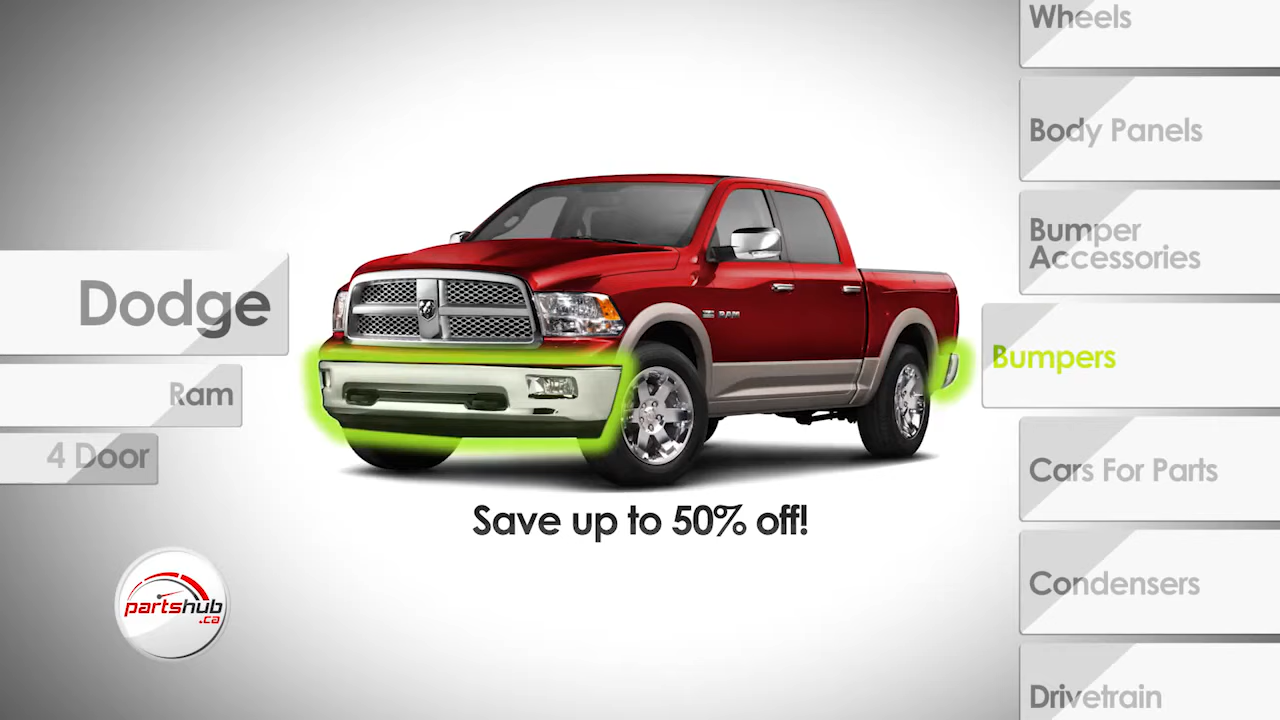 Wheels
Body Panels
Bumper
Accessories
Dodge
RAM
Bumpers
Ram
4 Door
Cars For Parts
Save up to 50% off!
Condensers
partshub
.ca
Drivetrain